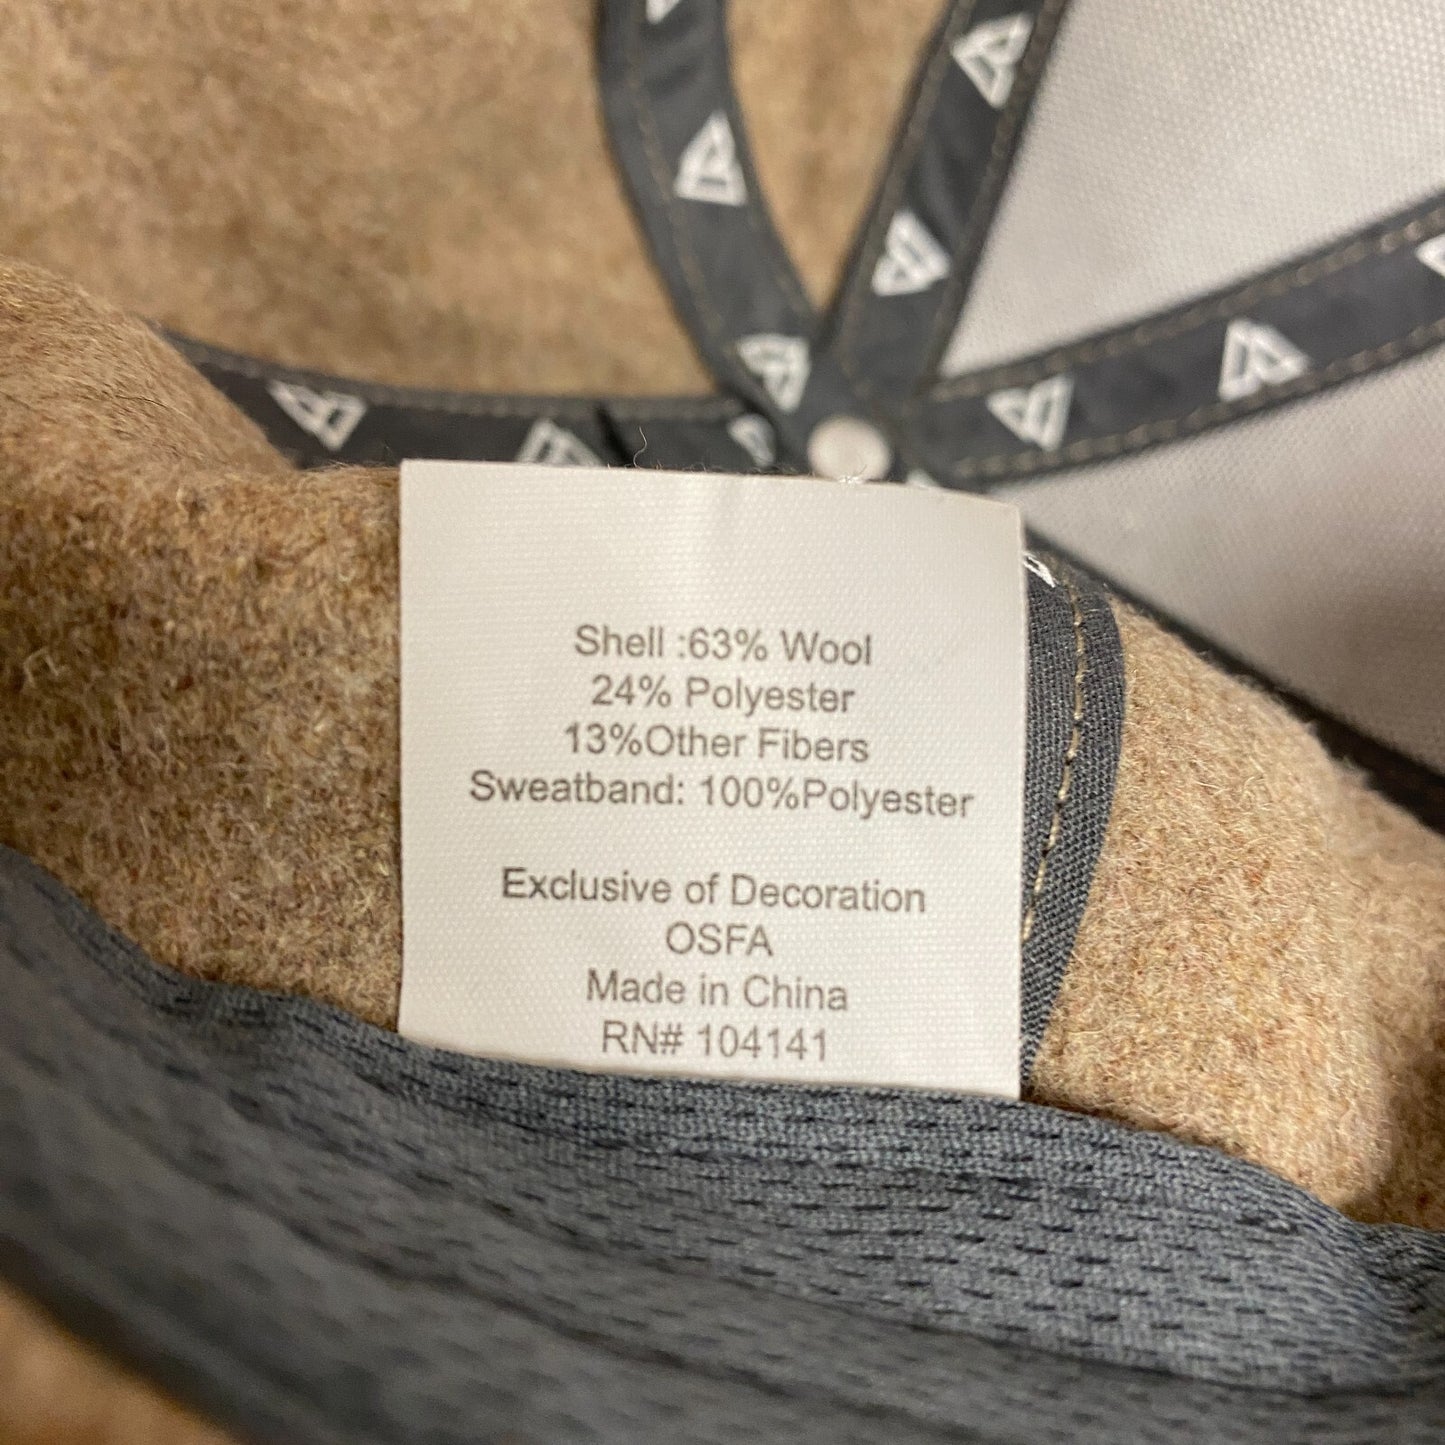 Shell :63% Wool
24% Polyester
13%Other Fibers
Sweatband: 100%Polyester
Exclusive of Decoration
OSFA
Made in China
RN# 104141